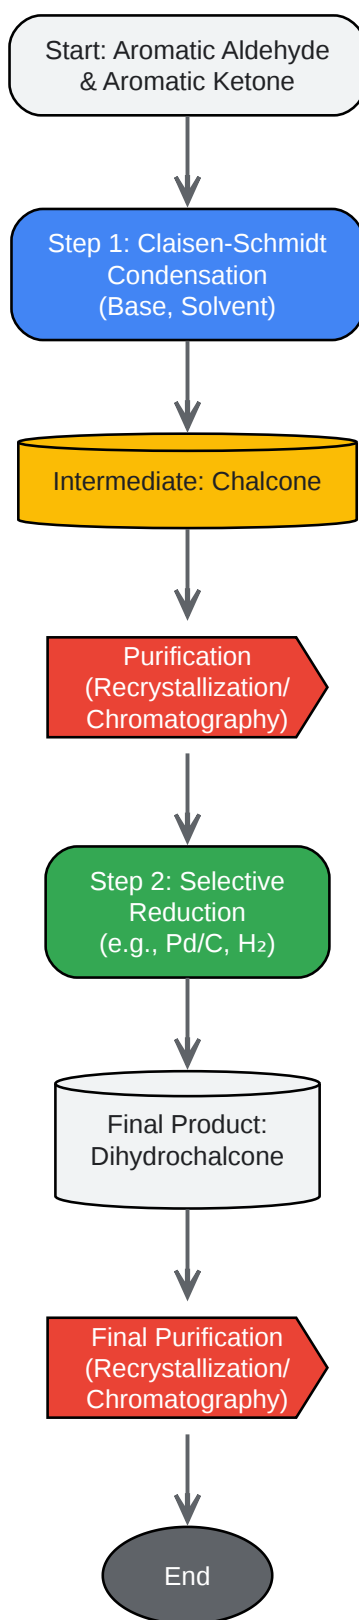 Start: Aromatic Aldehyde
& Aromatic Ketone
Step 1: Claisen-Schmidt
Condensation
(Base, Solvent)
Intermediate: Chalcone
Purification
(Recrystallization/
Chromatography)
Step 2: Selective
Reduction
(e.g., Pd/C, H₂)
Final Product:
Dihydrochalcone
Final Purification
(Recrystallization/
Chromatography)
End